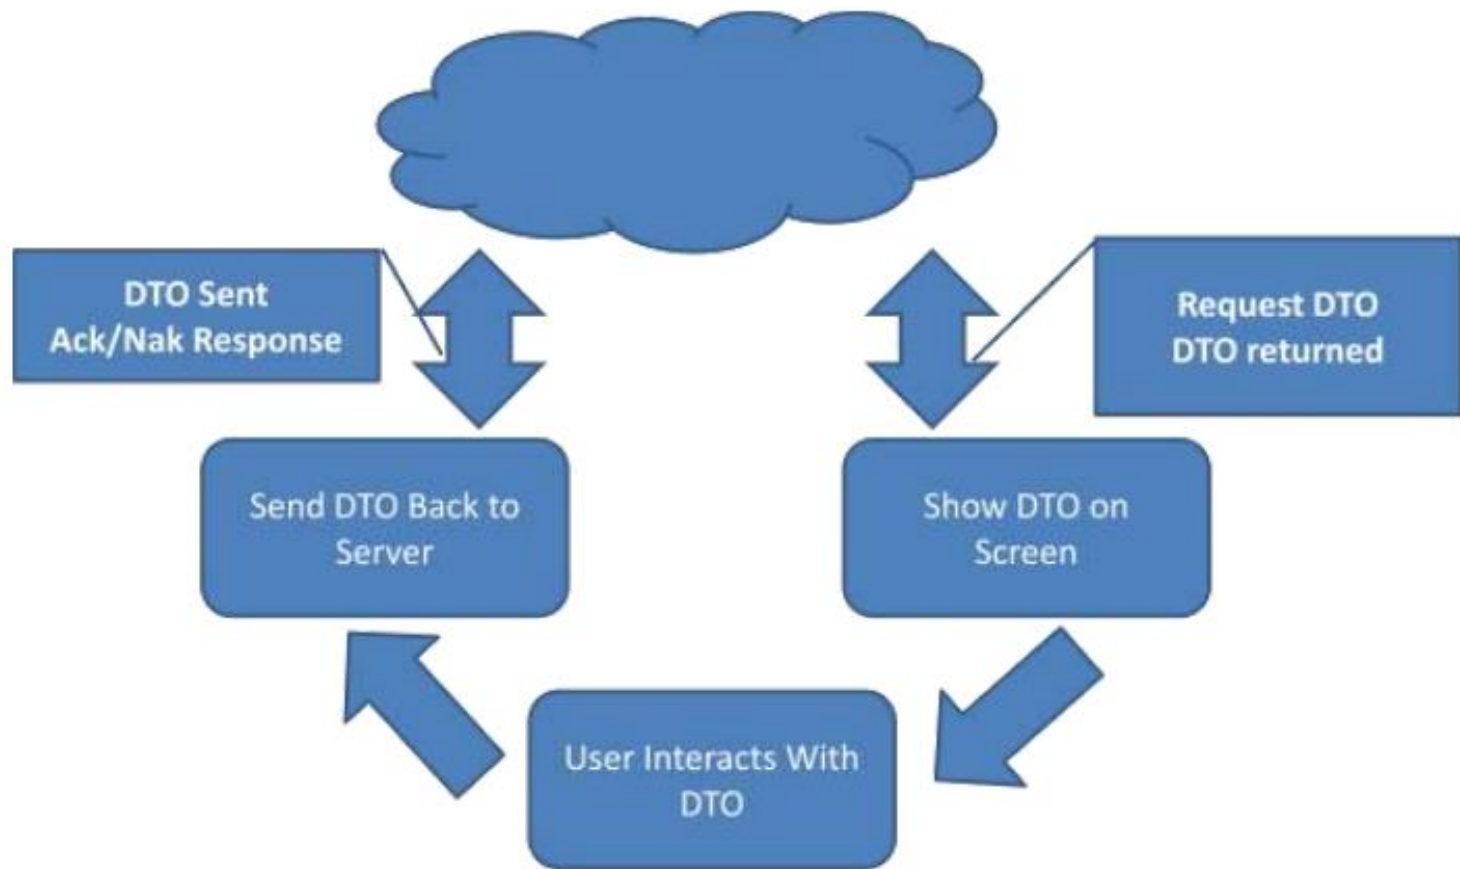 DTO Sent
Ack/Nak Response
Request DTO
DTO returned
Send DTO Back to
Server
Show DTO on
Screen
User Interacts With
DTO